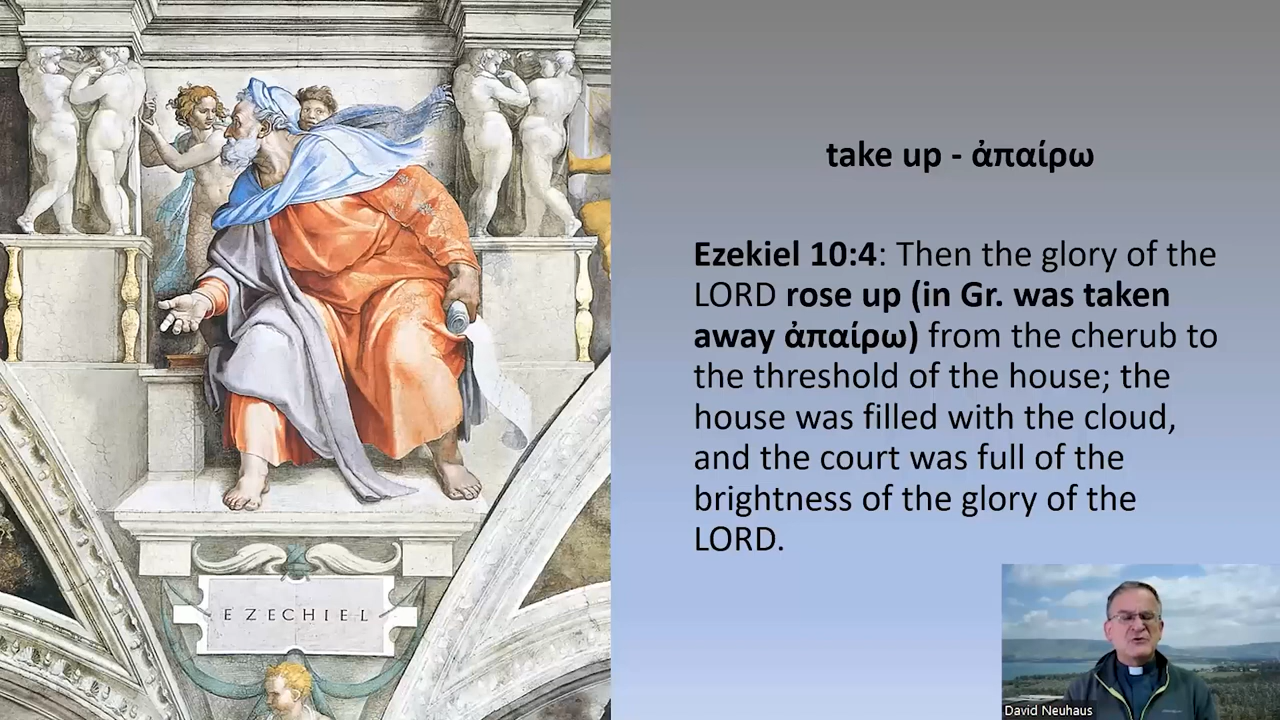 EZECHIEL
take up - ἀπαίρω
Ezekiel 10:4: Then the glory of the
LORD rose up (in Gr. was taken
away ἀπαίρω) from the cherub to
the threshold of the house; the
house was filled with the cloud,
and the court was full of the
brightness of the glory of the
LORD.
David Neuhaus